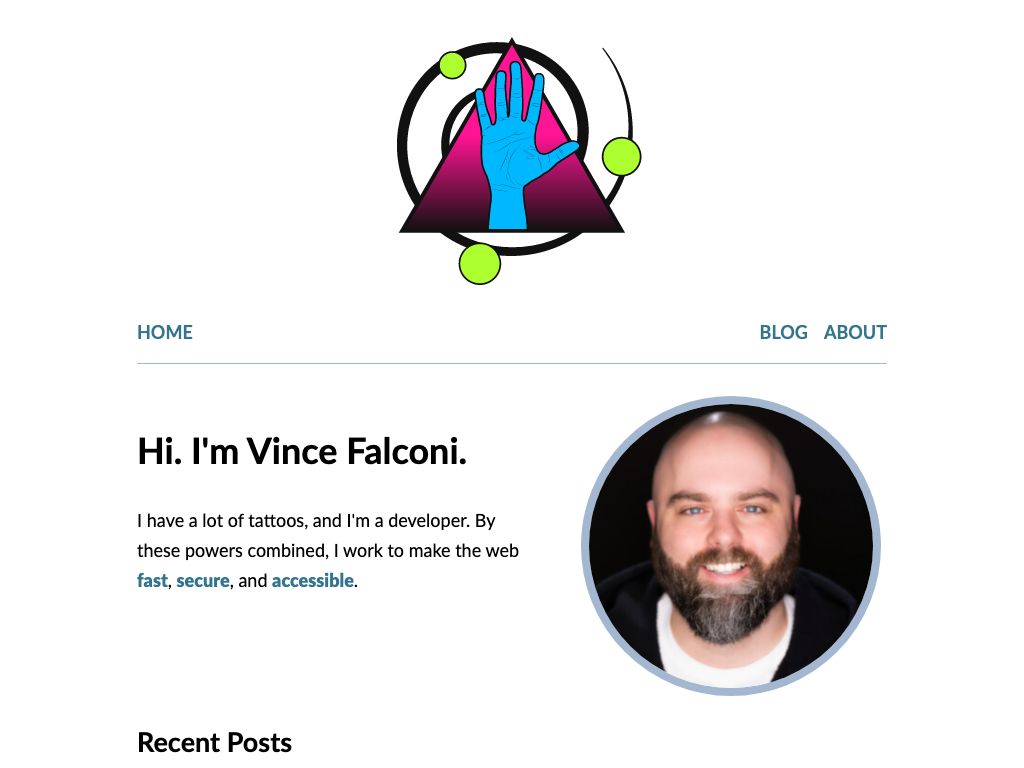 HOME
BLOG ABOUT
Hi. I'm Vince Falconi.
I have a lot of tattoos, and I'm a developer. By
these powers combined, I work to make the web
fast, secure, and accessible.
Recent Posts